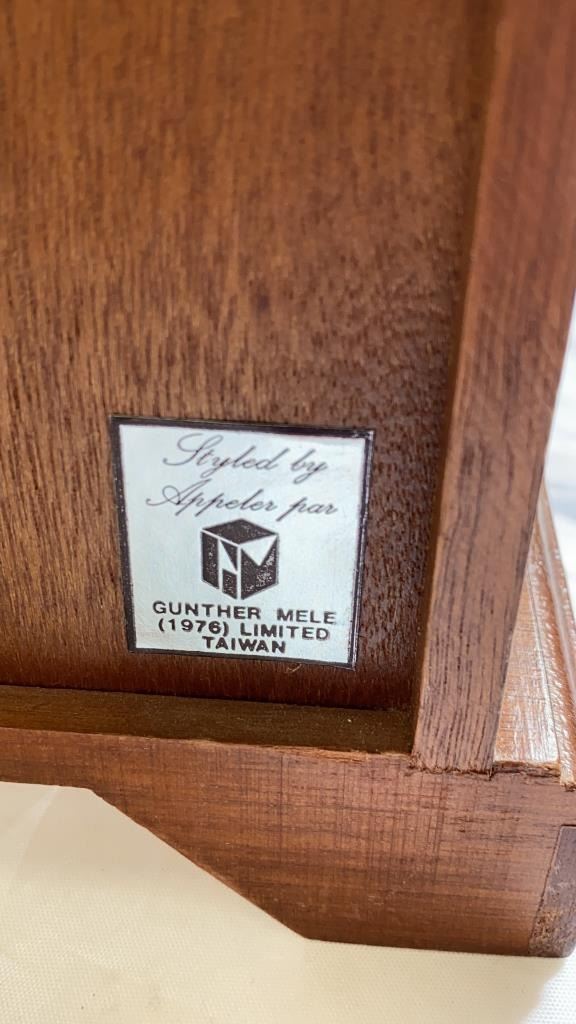 Styled by
Appeler par
GUNTHER MELE
(1976) LIMITED
TAIWAN